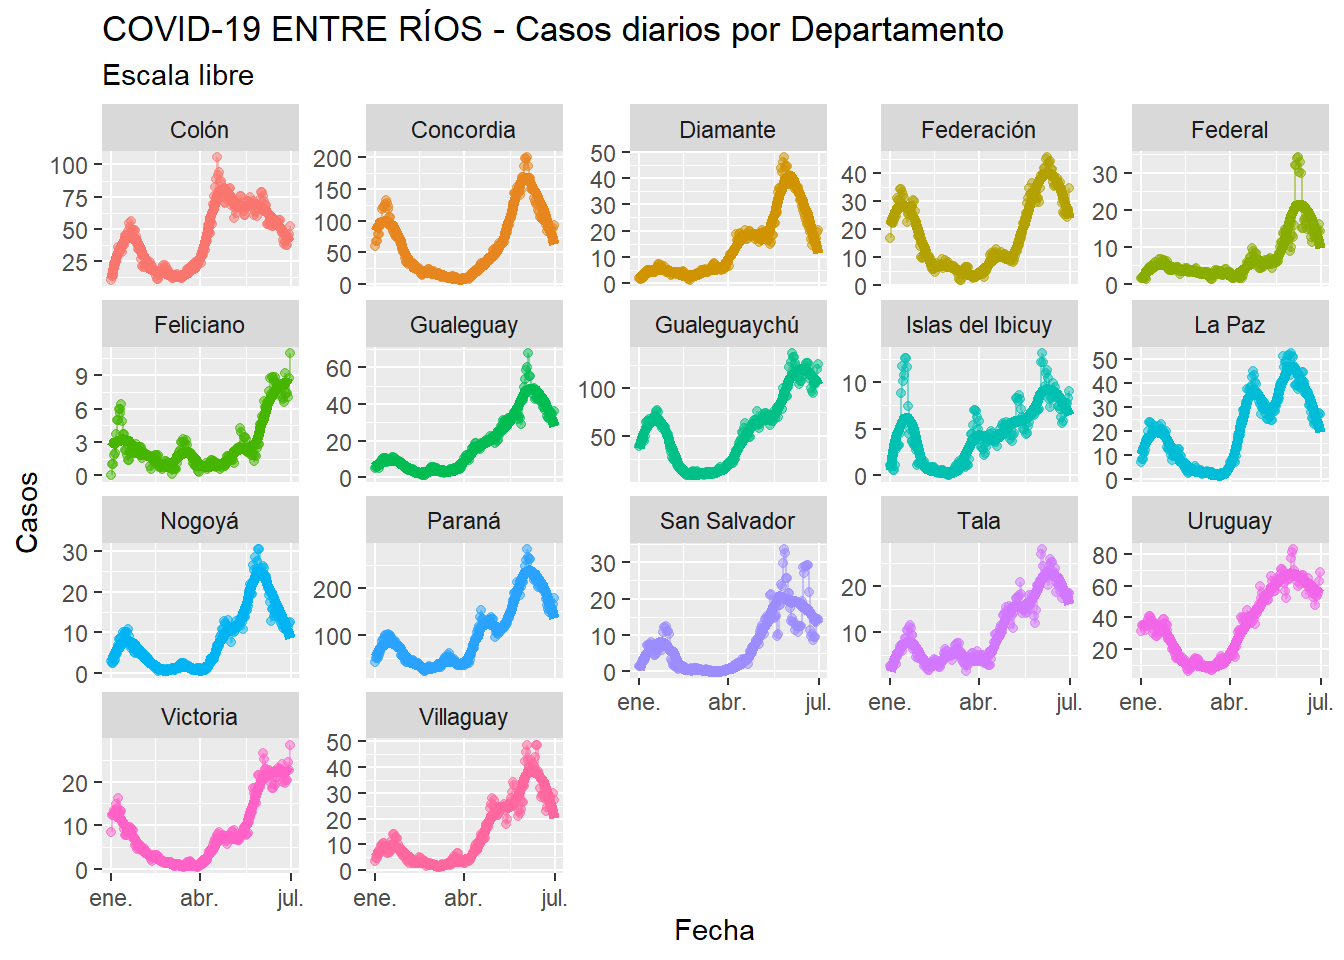 COVID-19 ENTRE RÍOS - Casos diarios por Departamento
Escala libre
Colón
Concordia
Diamante
Federación
Federal
100
75
50
25
200
150
100
50
0
50
40
30
20
10
0
40
30
20
10
0
30
20
10
0
Feliciano
Gualeguay
Gualeguaychú
Islas del Ibicuy
La Paz
9
6
3
0
60
40
20
0
100
50
10
5
0
50
40
30
20
10
0
Nogoyá
Paraná
San Salvador
Tala
Uruguay
30
20
10
0
200
100
30
20
10
0
20
10
80
60
40
20
ene. abr. jul.
ene. abr. jul.
ene. abr. jul.
Victoria
Villaguay
20
10
0
50
40
30
20
10
0
ene. abr. jul.
ene. abr. jul.
Casos
Fecha